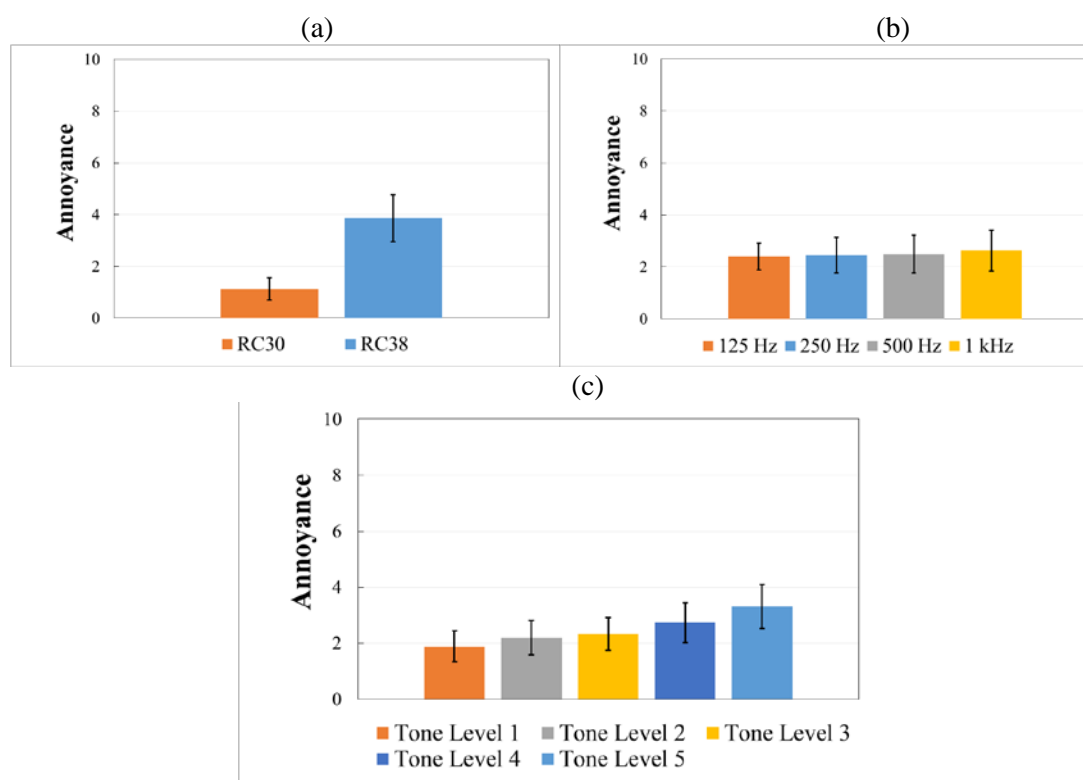 (a)
10
8
6
4
2
0
Annoyance
RC30 RC38
(b)
10
8
6
4
2
0
Annoyance
125 Hz 250 Hz 500 Hz 1 kHz
(c)
10
8
6
4
2
0
Annoyance
Tone Level 1 Tone Level 2 Tone Level 3
Tone Level 4 Tone Level 5